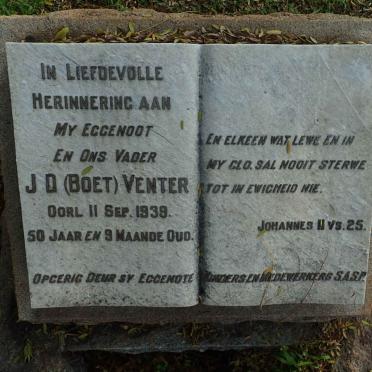 In Liefdevolle
Herinnering aan
My Eggenoot
En Ons Vader
J D (Boet) Venter
Oorl 11 Sep. 1939.
50 Jaar en 9 Maande Oud.
En elkeen wat lewe en in
my glo, sal nooit sterwe
tot in ewigheid nie.
Johannes 11 vs. 25.
Opgerig Deur sy Eggenote Kinders en Medewerkers S.A.S.P.